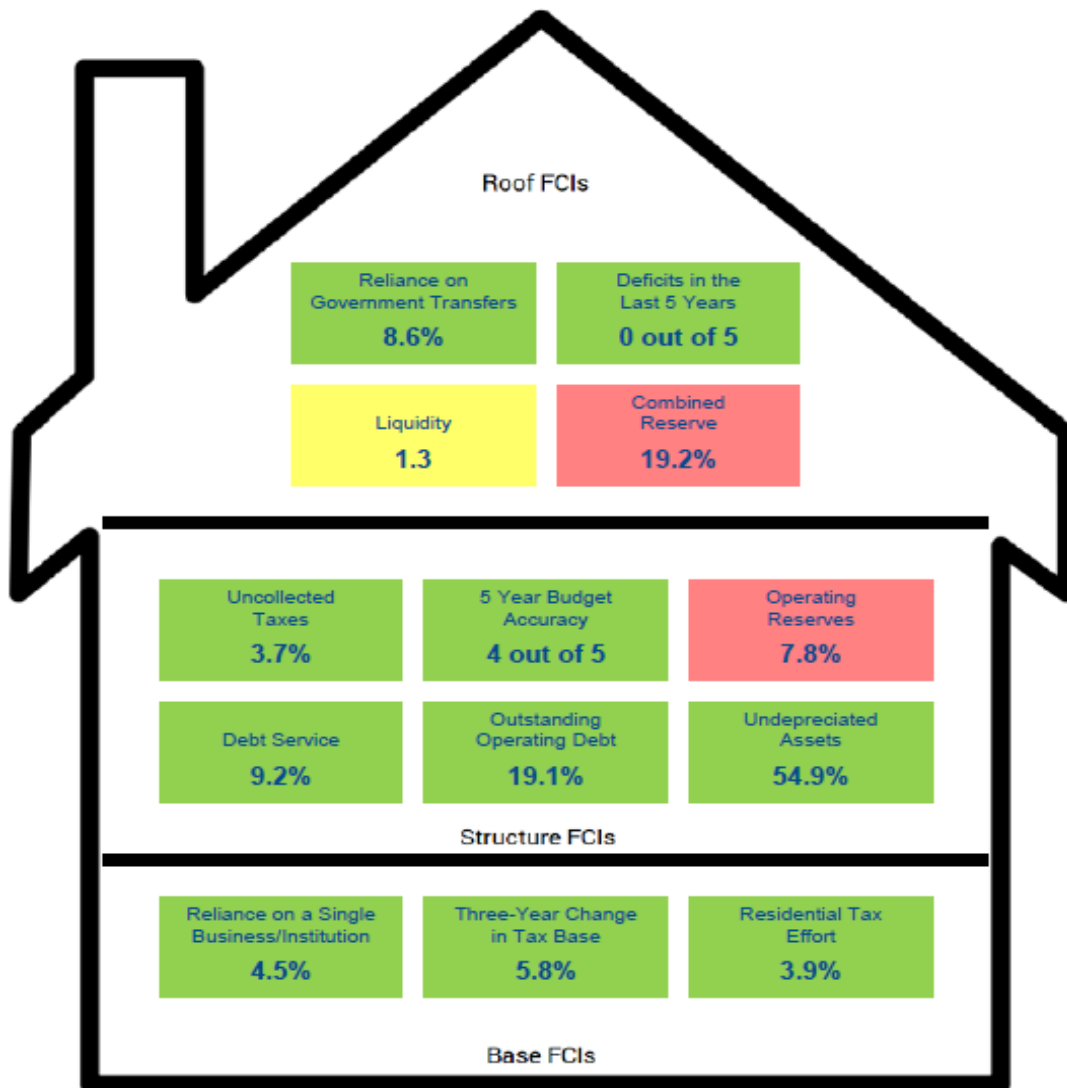 Roof FCIs
Reliance on
Government Transfers
8.6%
Deficits in the
Last 5 Years
0 out of 5
Liquidity
1.3
Combined
Reserve
19.2%
Uncollected
Taxes
3.7%
5 Year Budget
Accuracy
4 out of 5
Operating
Reserves
7.8%
Debt Service
9.2%
Outstanding
Operating Debt
19.1%
Undepreciated
Assets
54.9%
Structure FCIs
Reliance on a Single
Business/Institution
4.5%
Three-Year Change
in Tax Base
5.8%
Residential Tax
Effort
3.9%
Base FCIs